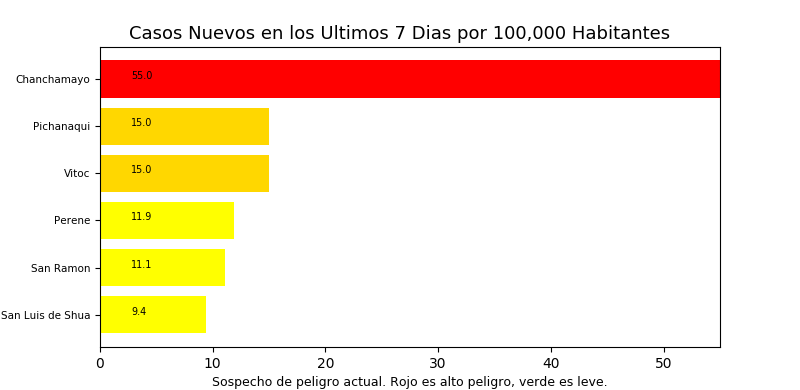 Casos Nuevos en los Ultimos 7 Dias por 100,000 Habitantes
Chanchamayo 55.0
Pichanaqui 15.0
Vitoc 15.0
Perene 11.9
San Ramon 11.1
San Luis de Shua 9.4
0 10 20 30 40 50
Sospecho de peligro actual. Rojo es alto peligro, verde es leve.